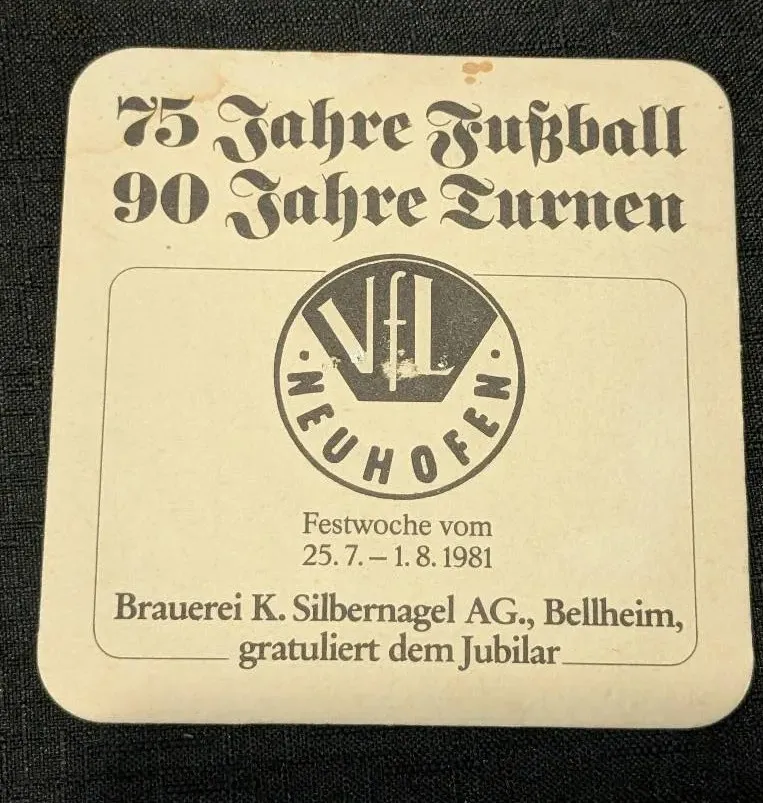 75 Jahre Fußball
90 Jahre Turnen
VfL
NEUHOFEN
Festwoche vom
25.7.–1.8.1981
Brauerei K. Silbernagel AG., Bellheim,
gratuliert dem Jubilar